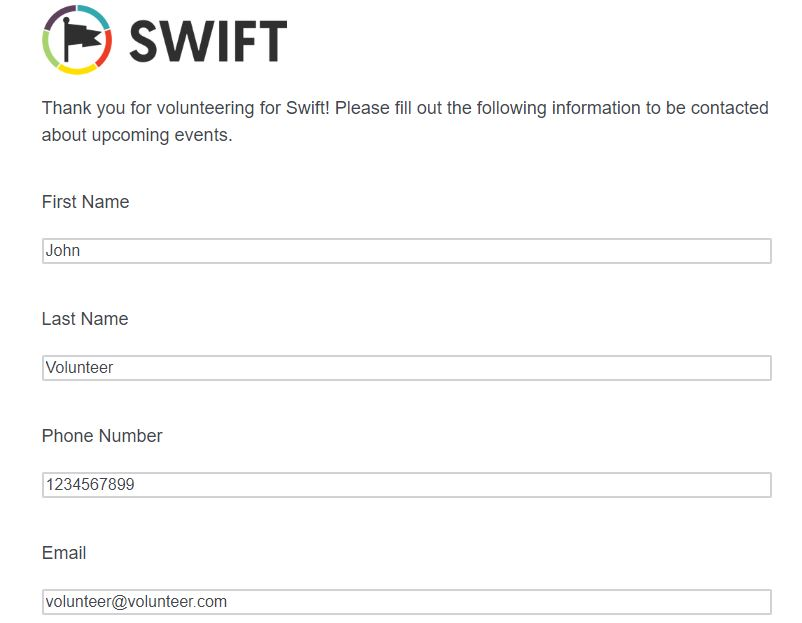 SWIFT
Thank you for volunteering for Swift! Please fill out the following information to be contacted
about upcoming events.
First Name
John
Last Name
Volunteer
Phone Number
1234567899
Email
volunteer@volunteer.com